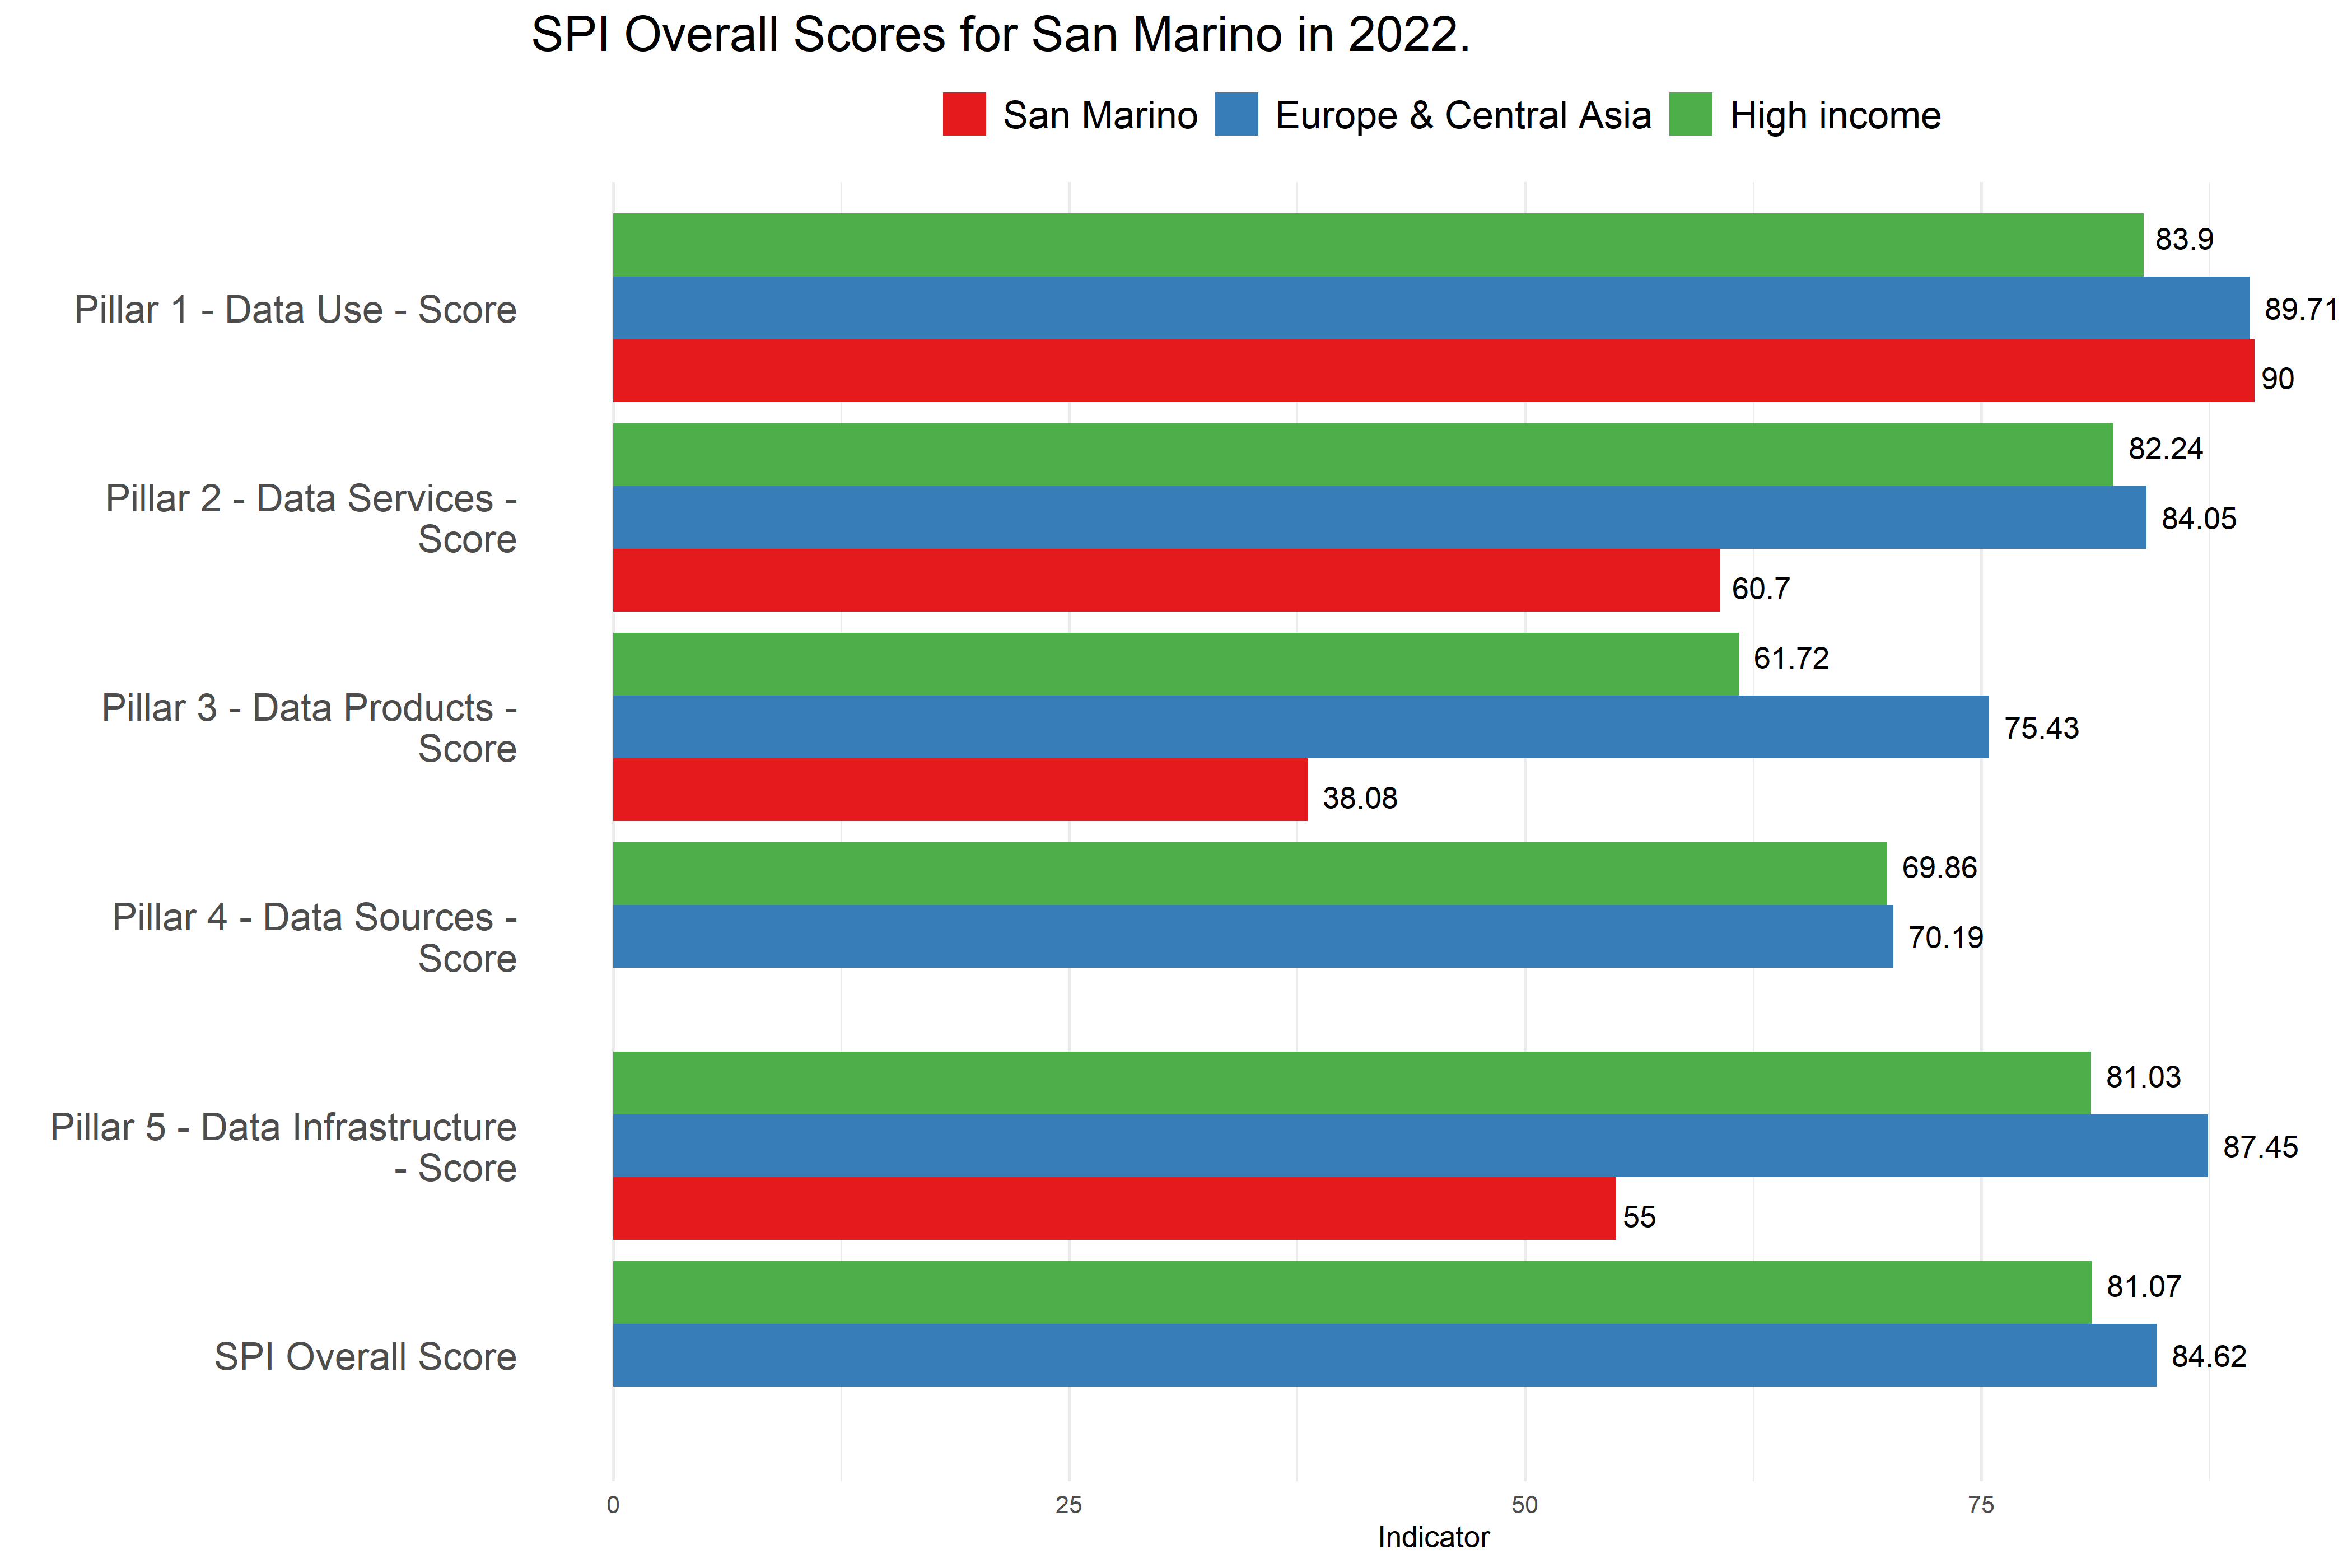 SPI Overall Scores for San Marino in 2022.
San Marino Europe & Central Asia High income
Pillar 1 - Data Use - Score
83.9
89.71
90
Pillar 2 - Data Services -
Score
82.24
84.05
60.7
Pillar 3 - Data Products -
Score
61.72
75.43
38.08
Pillar 4 - Data Sources -
Score
69.86
70.19
Pillar 5 - Data Infrastructure
- Score
81.03
87.45
55
SPI Overall Score
81.07
84.62
0 25 50 75
Indicator